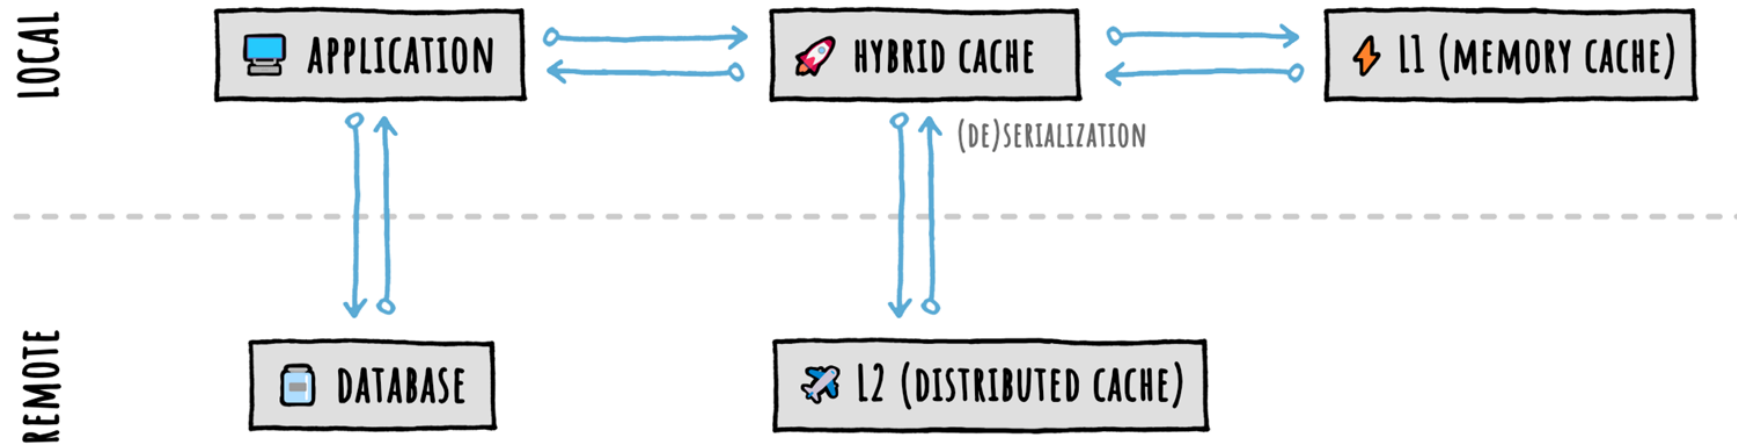 LOCAL
APPLICATION
HYBRID CACHE
L1 (MEMORY CACHE)
(DE)SERIALIZATION
REMOTE
DATABASE
L2 (DISTRIBUTED CACHE)